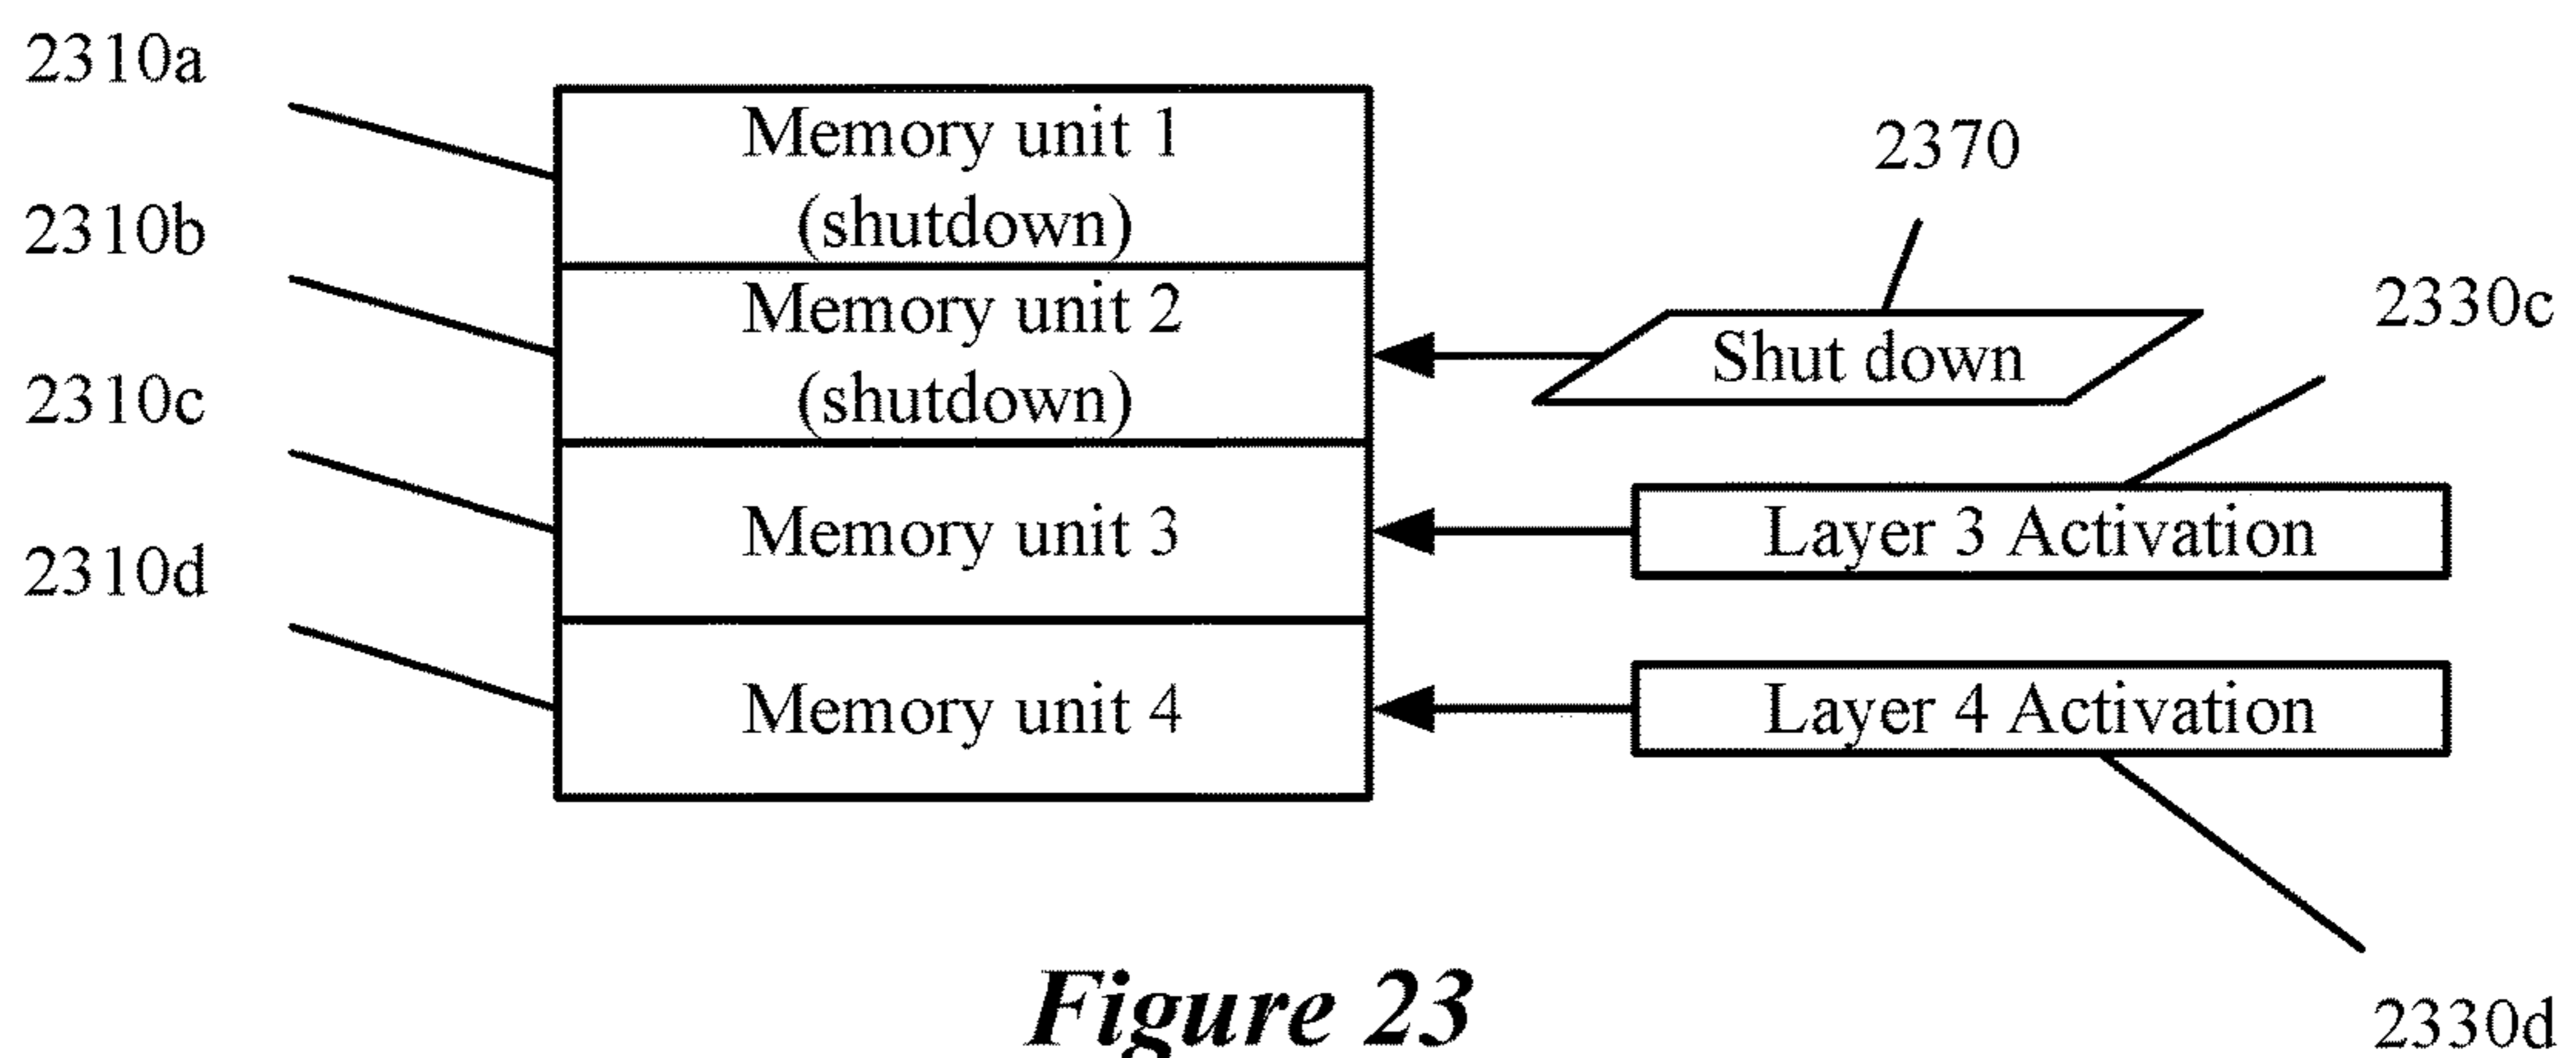 2310a
Memory unit 1
(shutdown)
2370
2310b
Memory unit 2
(shutdown)
Shut down
2330c
2310c
Memory unit 3
Layer 3 Activation
2310d
Memory unit 4
Layer 4 Activation
2330d
Figure 23